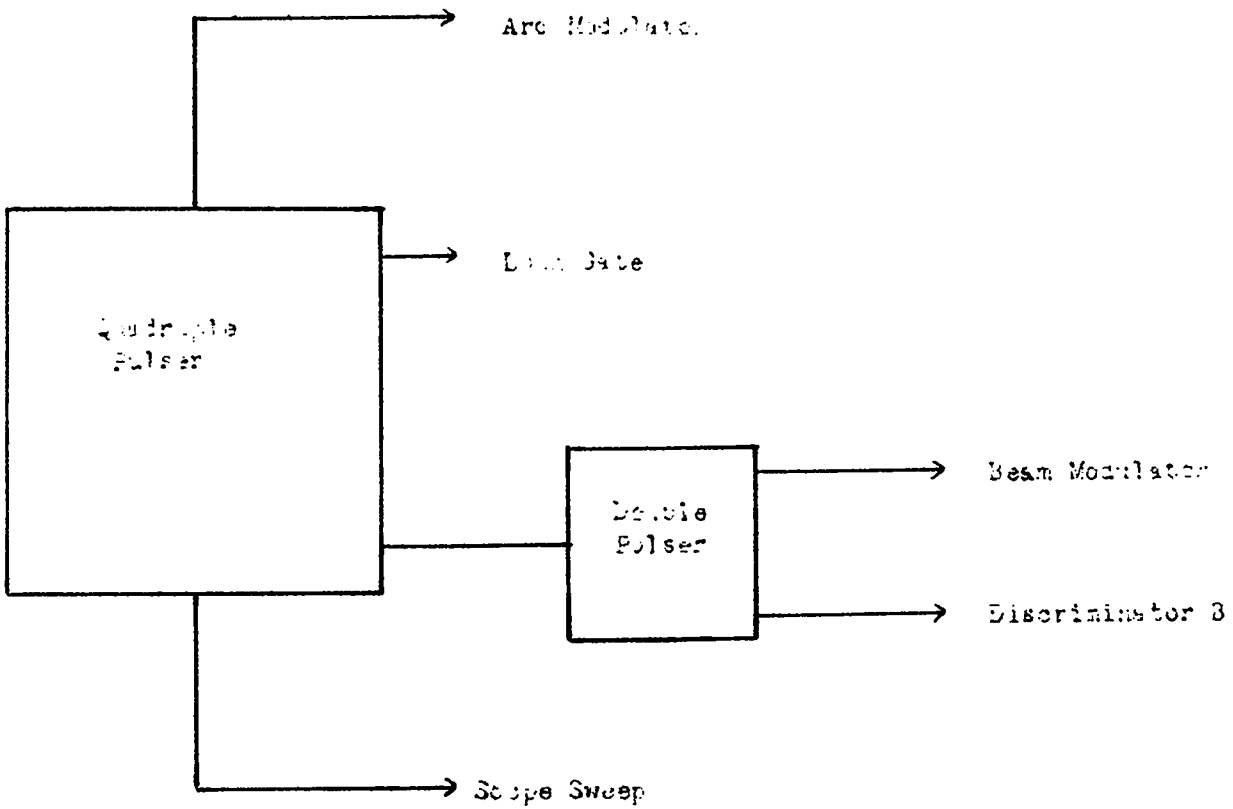 Arc Modulator
Gate
Quadruple
Pulser
Double
Pulser
Beam Modulator
Discriminator B
Scope Sweep